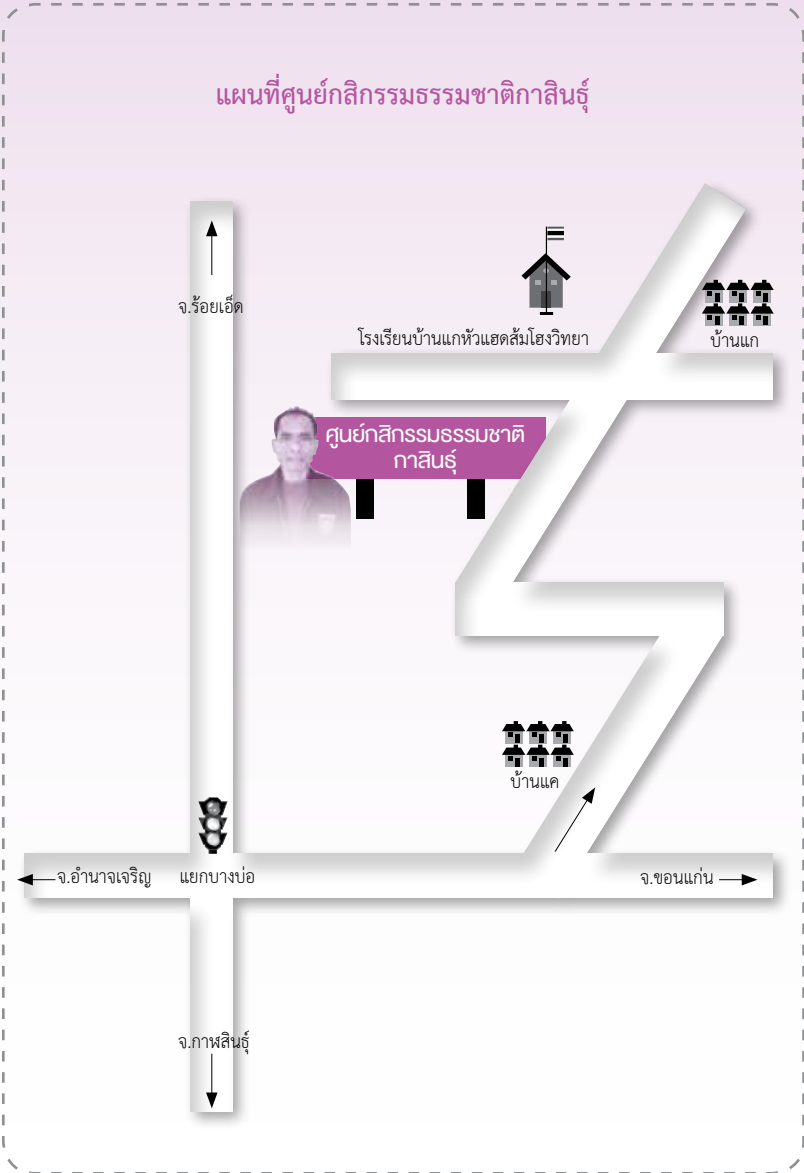 แผนที่ศูนย์กสิกรรมธรรมชาติกาสินธุ์
จ.ร้อยเอ็ด
โรงเรียนบ้านแกหัวแฮดส้มโฮงวิทยา
บ้านแก
ศูนย์กสิกรรมธรรมชาติ
กาสินธุ์
บ้านแค
จ.อำนาจเจริญ
แยกบางบ่อ
จ.ขอนแก่น
จ.กาฬสินธุ์